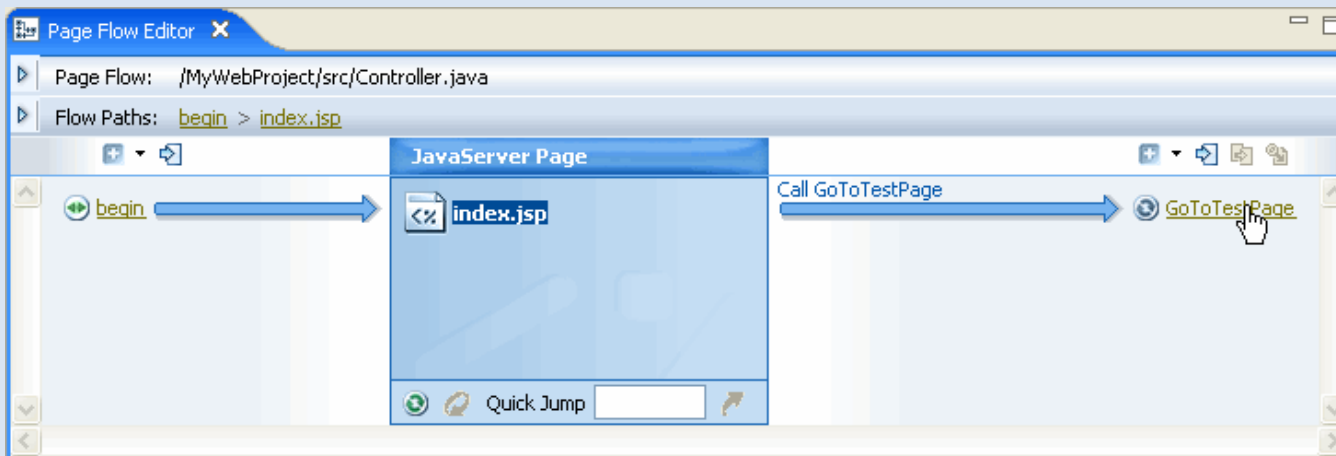 Page Flow Editor
Page Flow: /MyWebProject/src/Controller.java
Flow Paths: begin > index.jsp
JavaServer Page
begin
<% index.jsp
Call GoToTestPage
GoToTestPage
Quick Jump